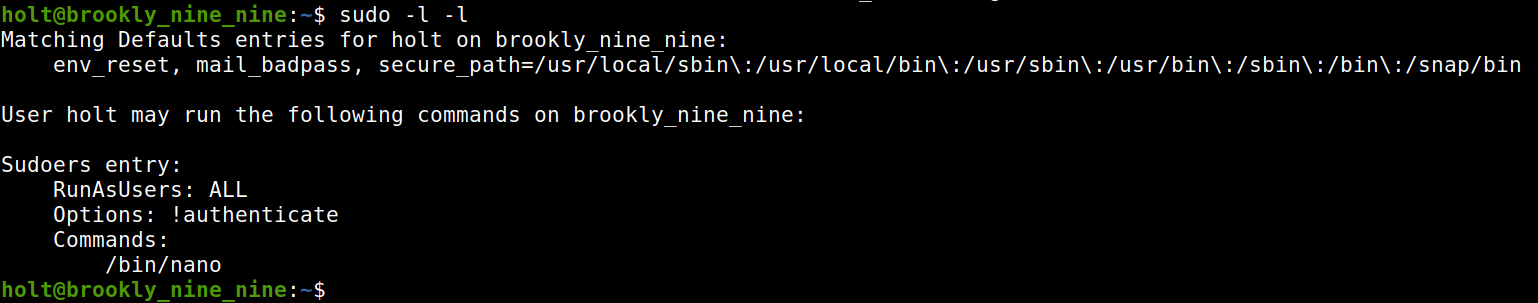 holt@brookly_nine_nine:~$ sudo -l -l
Matching Defaults entries for holt on brookly_nine_nine:
    env_reset, mail_badpass, secure_path=/usr/local/sbin\:/usr/local/bin\:/usr/sbin\:/usr/bin\:/sbin\:/bin\:/snap/bin
User holt may run the following commands on brookly_nine_nine:
Sudoers entry:
    RunAsUsers: ALL
    Options: !authenticate
    Commands:
        /bin/nano
holt@brookly_nine_nine:~$